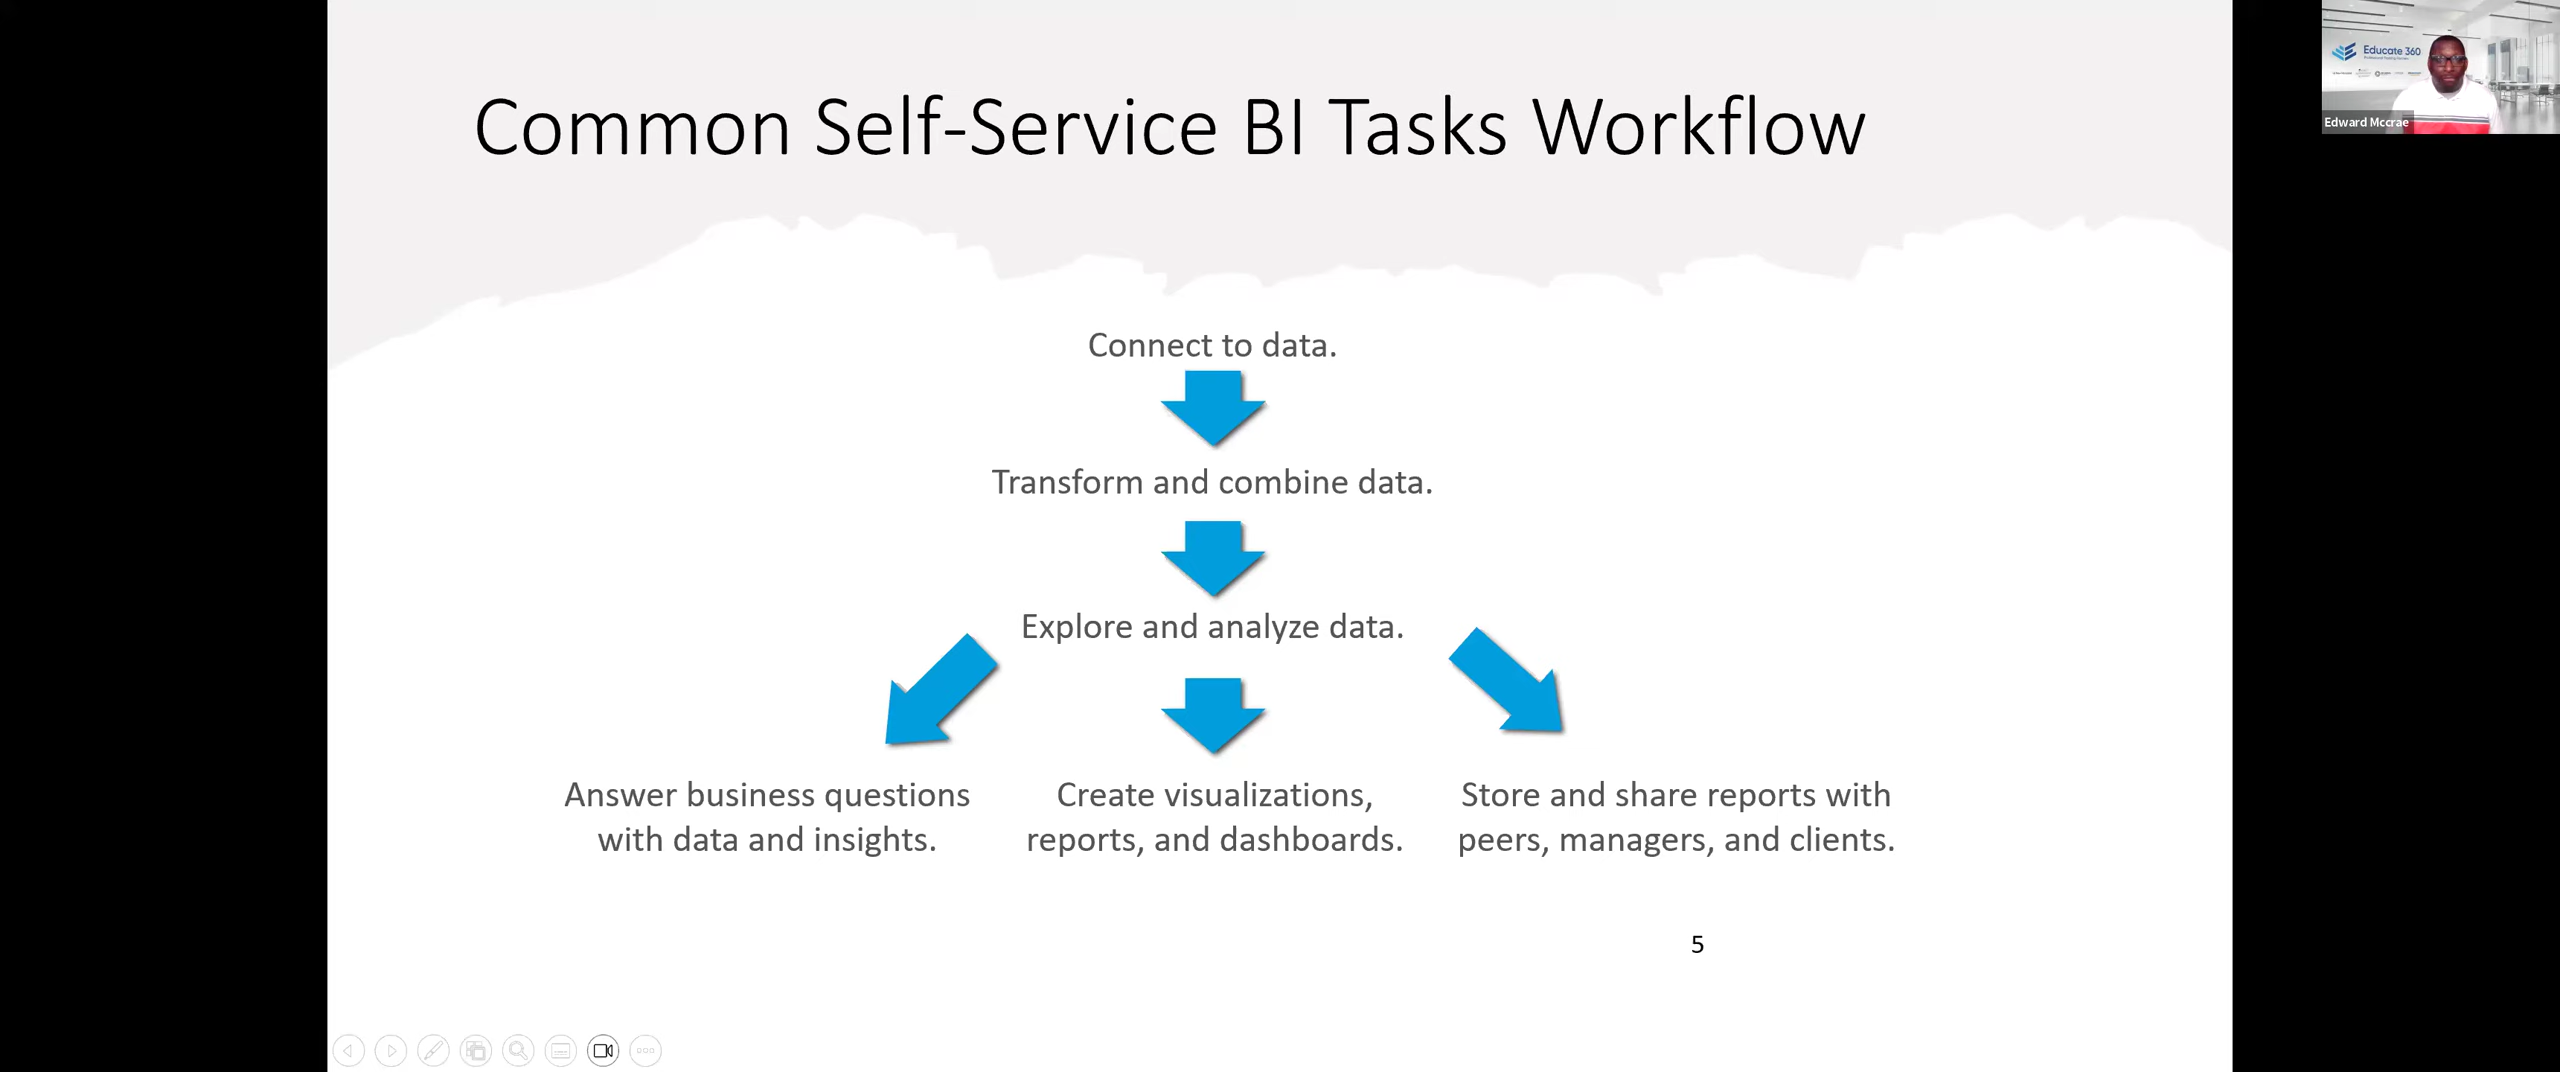 Common Self-Service BI Tasks Workflow
Educate 360
Edward Mccrae
Connect to data.
Transform and combine data.
Explore and analyze data.
Answer business questions
with data and insights.
Create visualizations,
reports, and dashboards.
Store and share reports with
peers, managers, and clients.
5